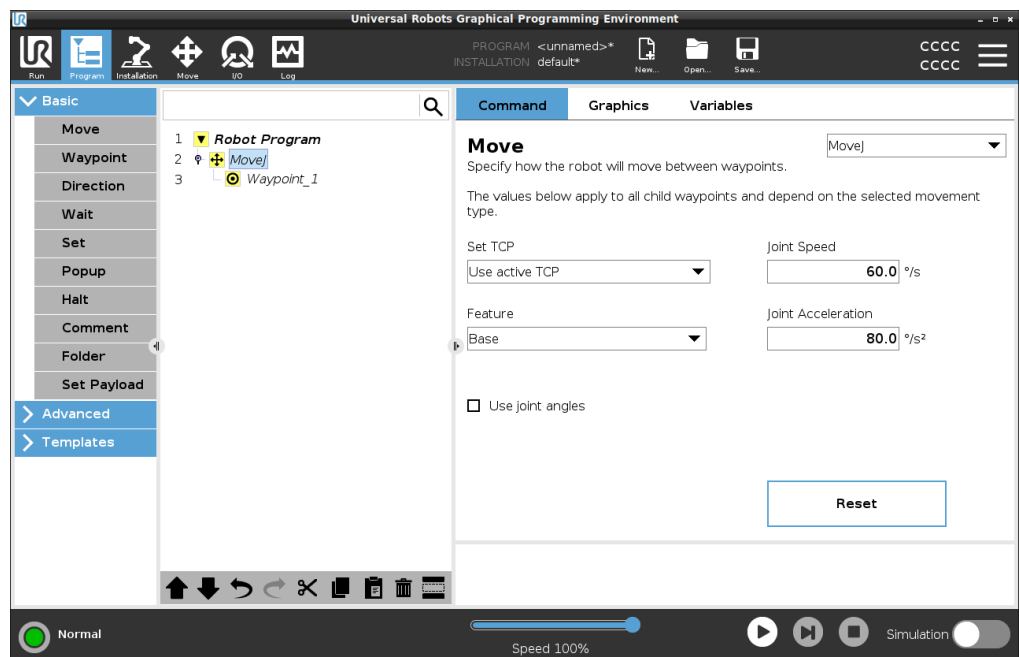 UR
Universal Robots Graphical Programming Environment
Run
Program
Installation
Move
I/O
Log
PROGRAM <unnamed>*
INSTALLATION default*
New...
Open...
Save...
CCCC
CCCC
Basic
Move
Waypoint
Direction
Wait
Set
Popup
Halt
Comment
Folder
Set Payload
Advanced
Templates
1 Robot Program
2 MoveJ
3 Waypoint_1
Command Graphics Variables
Move
MoveJ
Specify how the robot will move between waypoints.
The values below apply to all child waypoints and depend on the selected movement
type.
Set TCP
Joint Speed
Use active TCP
60.0 °/s
Feature
Joint Acceleration
Base
80.0 °/s²
Use joint angles
Reset
Normal
Speed 100%
Simulation